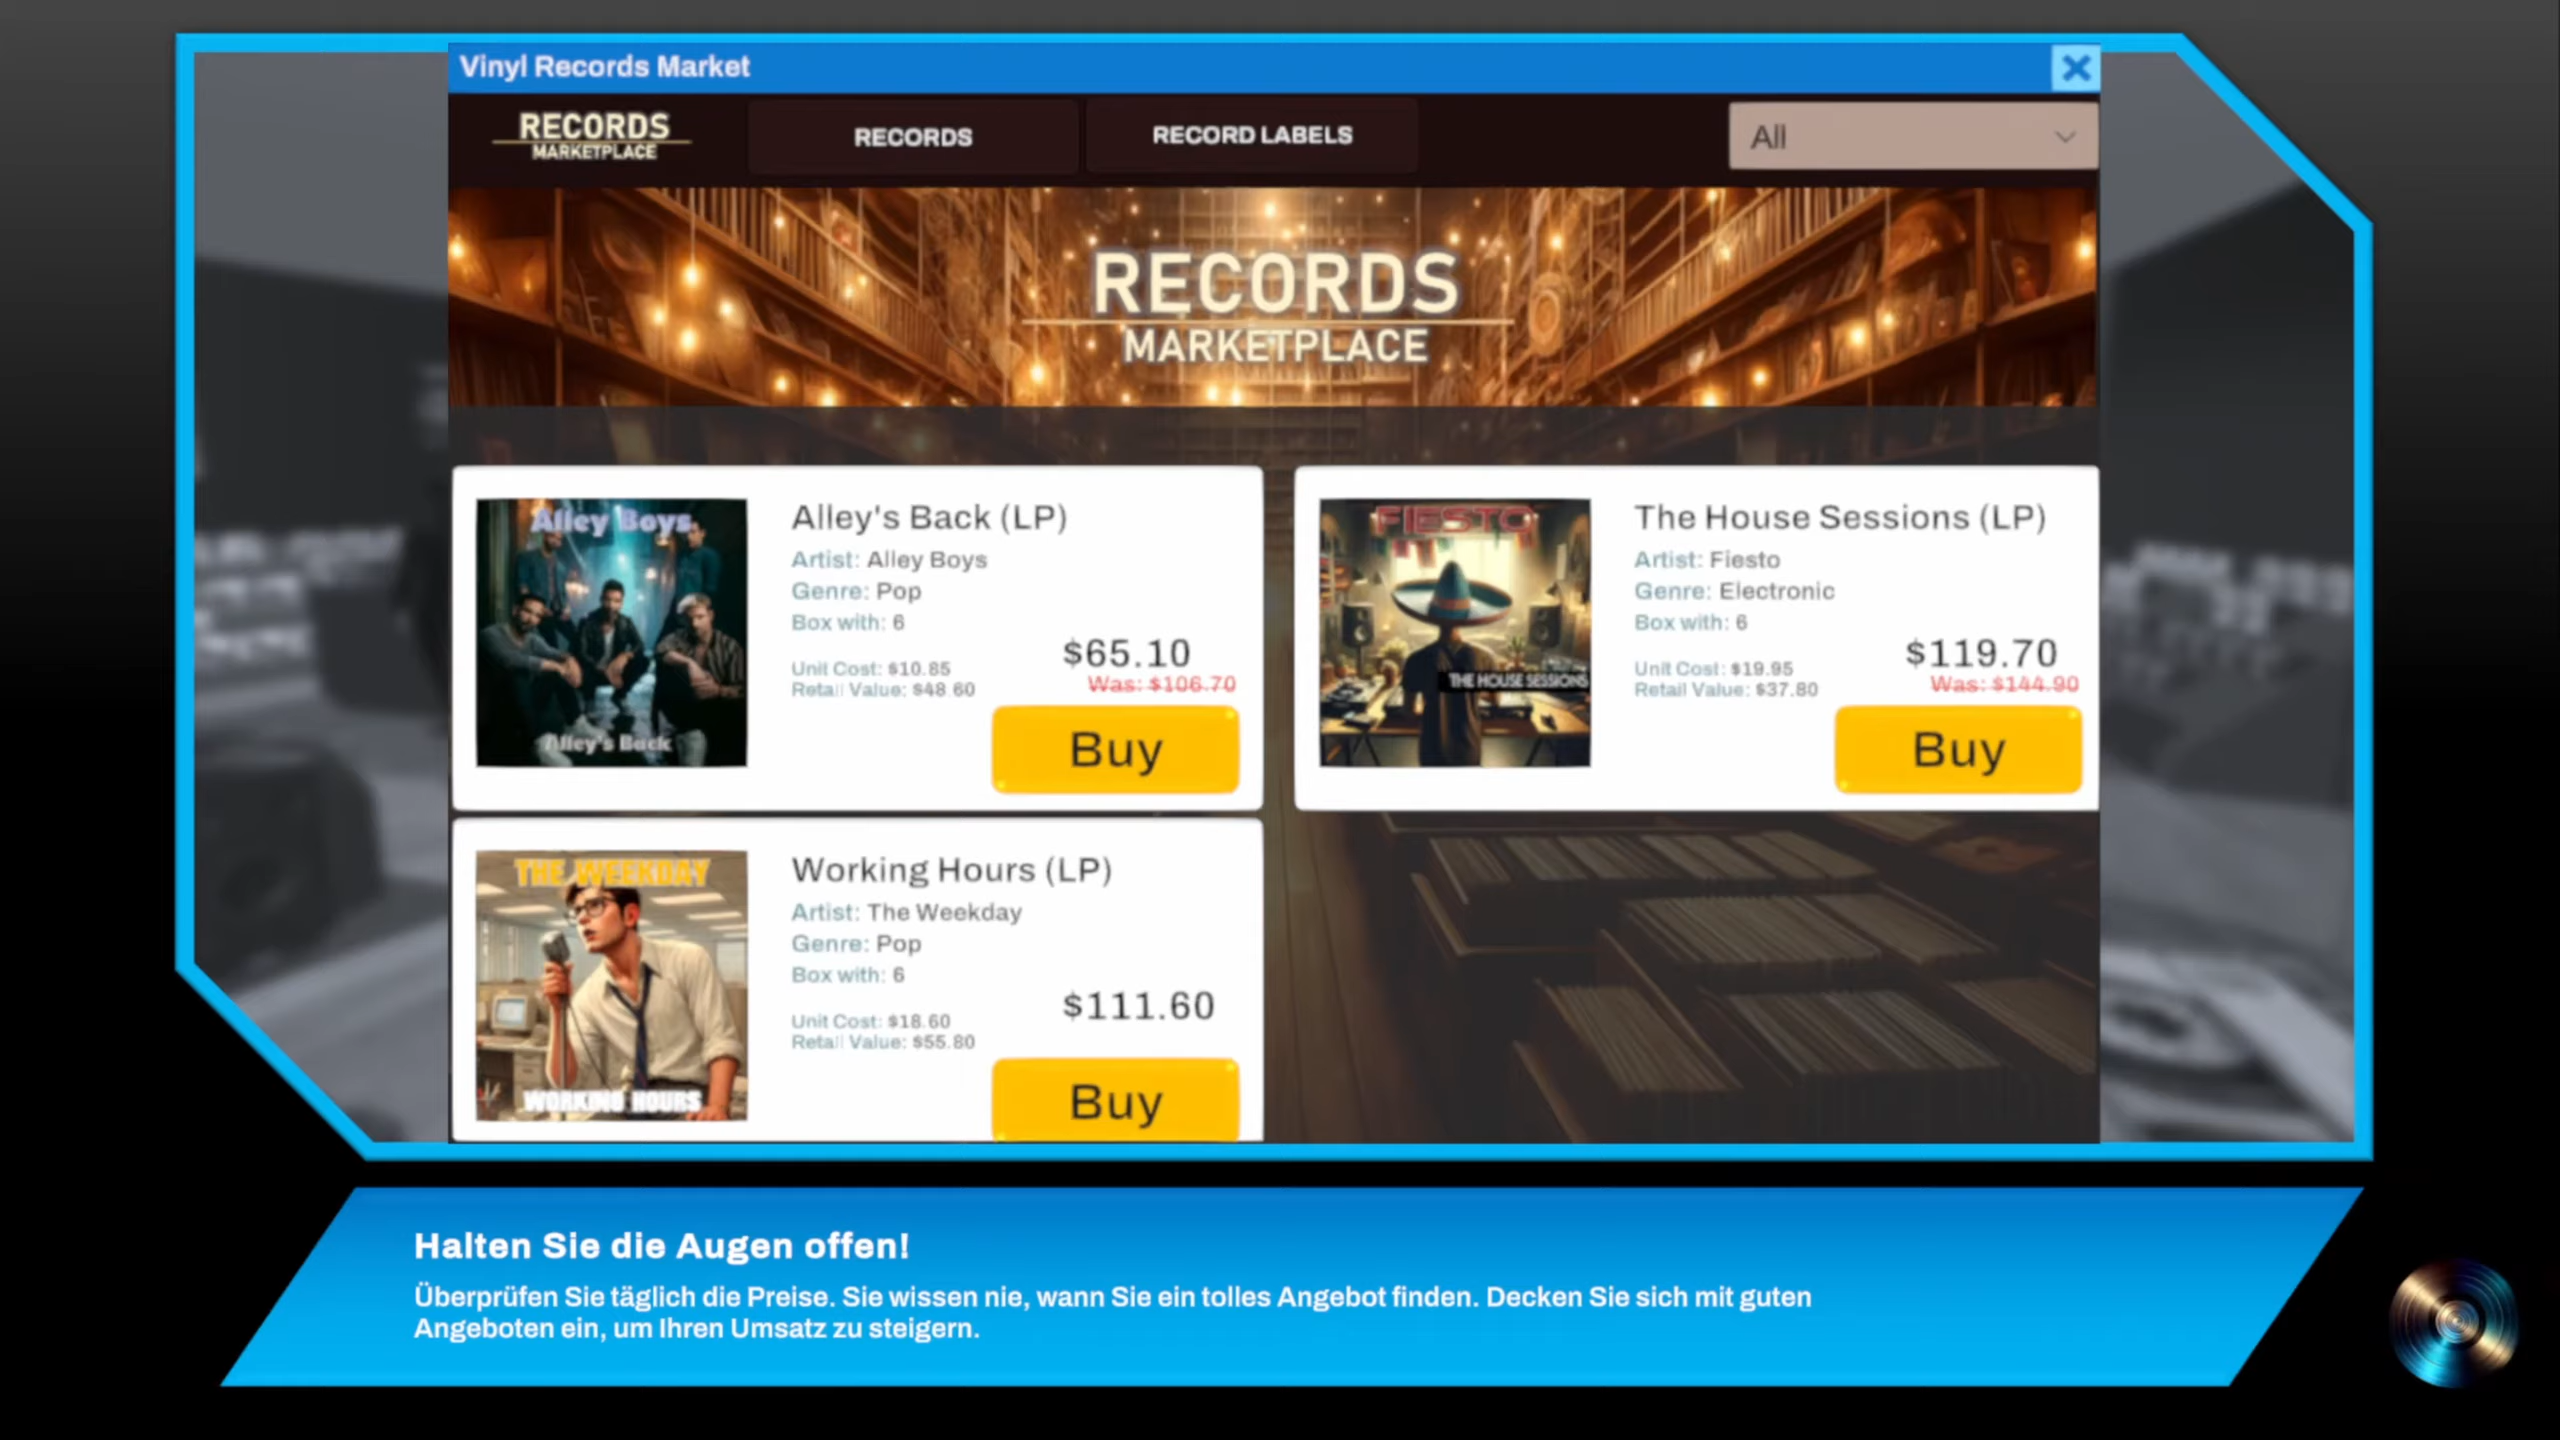 Vinyl Records Market
RECORDS
MARKETPLACE
RECORDS
RECORD LABELS
All
RECORDS
MARKETPLACE
Alley Boys
Alley's Back
Alley's Back (LP)
Artist: Alley Boys
Genre: Pop
Box with: 6
Unit Cost: $10.85
Retail Value: $48.60
$65.10
Was: $106.70
Buy
FIESTO
THE HOUSE SESSIONS
The House Sessions (LP)
Artist: Fiesto
Genre: Electronic
Box with: 6
Unit Cost: $19.95
Retail Value: $37.80
$119.70
Was: $144.90
Buy
THE WEEKDAY
WORKING HOURS
Working Hours (LP)
Artist: The Weekday
Genre: Pop
Box with: 6
Unit Cost: $18.60
Retail Value: $55.80
$111.60
Buy
Halten Sie die Augen offen!
Überprüfen Sie täglich die Preise. Sie wissen nie, wann Sie ein tolles Angebot finden. Decken Sie sich mit guten
Angeboten ein, um Ihren Umsatz zu steigern.